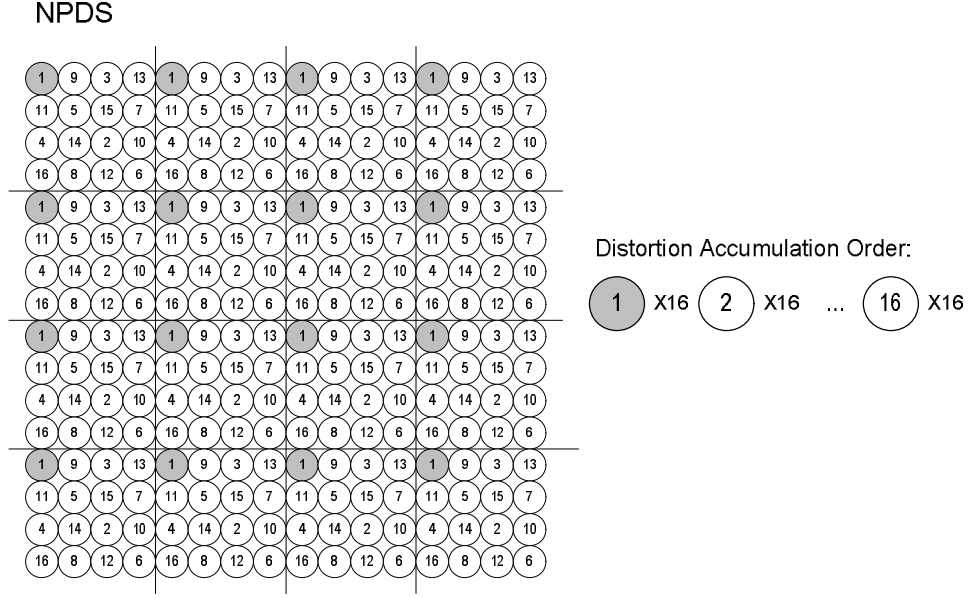 NPDS
1 9 3 13 1 9 3 13 1 9 3 13 1 9 3 13
11 5 15 7 11 5 15 7 11 5 15 7 11 5 15 7
4 14 2 10 4 14 2 10 4 14 2 10 4 14 2 10
16 8 12 6 16 8 12 6 16 8 12 6 16 8 12 6
1 9 3 13 1 9 3 13 1 9 3 13 1 9 3 13
11 5 15 7 11 5 15 7 11 5 15 7 11 5 15 7
4 14 2 10 4 14 2 10 4 14 2 10 4 14 2 10
16 8 12 6 16 8 12 6 16 8 12 6 16 8 12 6
1 9 3 13 1 9 3 13 1 9 3 13 1 9 3 13
11 5 15 7 11 5 15 7 11 5 15 7 11 5 15 7
4 14 2 10 4 14 2 10 4 14 2 10 4 14 2 10
16 8 12 6 16 8 12 6 16 8 12 6 16 8 12 6
1 9 3 13 1 9 3 13 1 9 3 13 1 9 3 13
11 5 15 7 11 5 15 7 11 5 15 7 11 5 15 7
4 14 2 10 4 14 2 10 4 14 2 10 4 14 2 10
16 8 12 6 16 8 12 6 16 8 12 6 16 8 12 6
Distortion Accumulation Order:
1 X16 2 X16 ... 16 X16